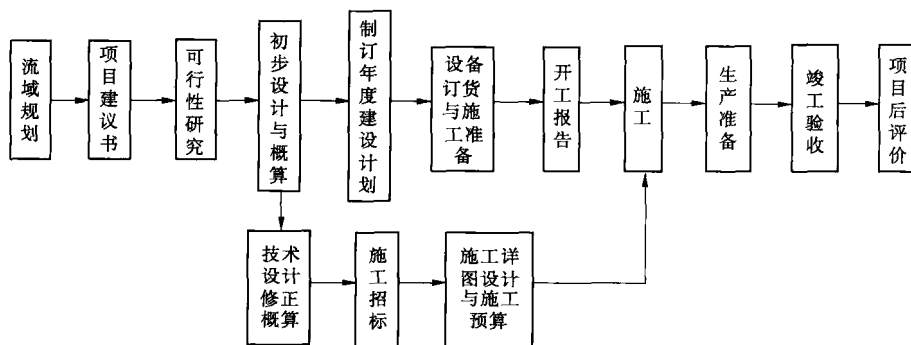 流域规划
项目建议书
可行性研究
初步设计与概算
制订年度建设计划
设备
订货
与施
工准
备
开工报告
施工
生产准备
竣工验收
项目后评价
技术
设计
修正
概算
施工招标
施工详
图设计
与施工
预算